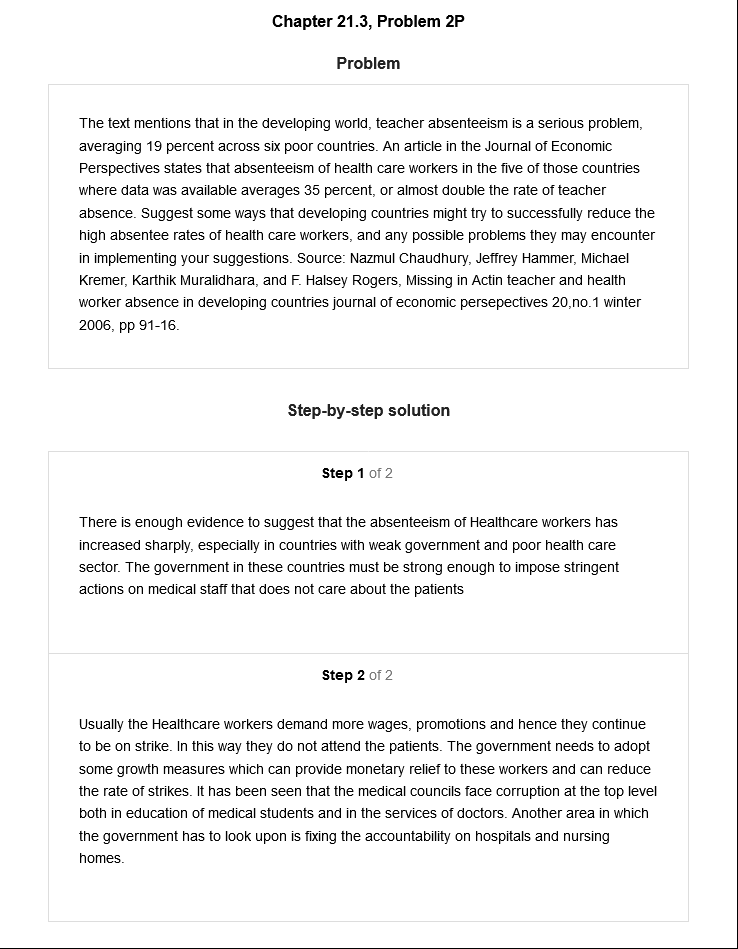 Chapter 21.3, Problem 2P
Problem
The text mentions that in the developing world, teacher absenteeism is a serious problem,
averaging 19 percent across six poor countries. An article in the Journal of Economic
Perspectives states that absenteeism of health care workers in the five of those countries
where data was available averages 35 percent, or almost double the rate of teacher
absence. Suggest some ways that developing countries might try to successfully reduce the
high absentee rates of health care workers, and any possible problems they may encounter
in implementing your suggestions. Source: Nazmul Chaudhury, Jeffrey Hammer, Michael
Kremer, Karthik Muralidhara, and F. Halsey Rogers, Missing in Actin teacher and health
worker absence in developing countries journal of economic persepectives 20,no.1 winter
2006, pp 91-16.
Step-by-step solution
Step 1 of 2
There is enough evidence to suggest that the absenteeism of Healthcare workers has
increased sharply, especially in countries with weak government and poor health care
sector. The government in these countries must be strong enough to impose stringent
actions on medical staff that does not care about the patients
Step 2 of 2
Usually the Healthcare workers demand more wages, promotions and hence they continue
to be on strike. In this way they do not attend the patients. The government needs to adopt
some growth measures which can provide monetary relief to these workers and can reduce
the rate of strikes. It has been seen that the medical councils face corruption at the top level
both in education of medical students and in the services of doctors. Another area in which
the government has to look upon is fixing the accountability on hospitals and nursing
homes.